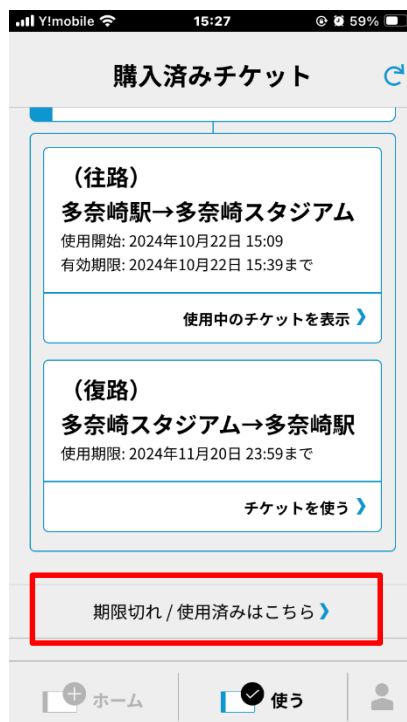 Y!mobile 15:27 59%
購入済みチケット
（往路）
多奈崎駅→多奈崎スタジアム
使用開始: 2024年10月22日 15:09
有効期限: 2024年10月22日 15:39まで
使用中のチケットを表示 》
（復路）
多奈崎スタジアム→多奈崎駅
使用期限: 2024年11月20日 23:59まで
チケットを使う 》
期限切れ / 使用済みはこちら 》
ホーム 使う